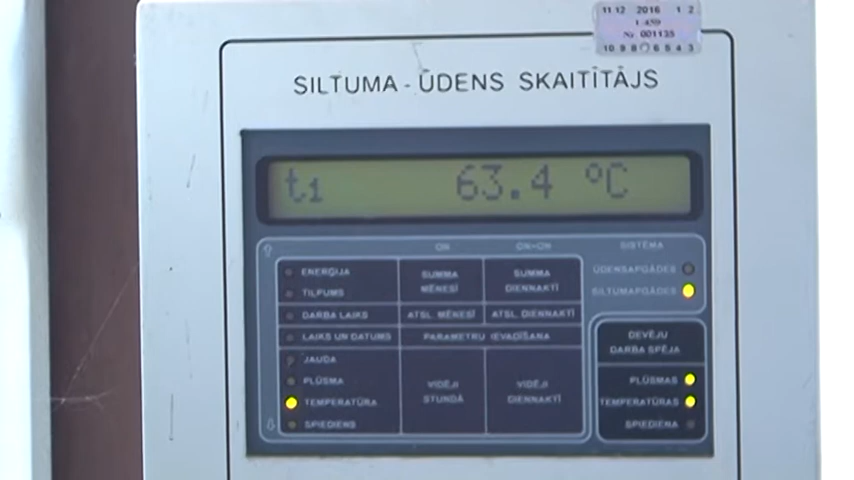 11 12 2016 1 2
Nr. 001135
10 9 8 6 5 4 3
SILTUMA - ŪDENS SKAITĪTĀJS
t1 63.4 °C
ON ON-ON SISTĒMA
ENERĢIJA
TILPUMS
SUMMA
MĒNESĪ
SUMMA
DIENNAKTĪ
ŪDENSAPGĀDES
SILTUMAPGĀDES
DARBA LAIKS
ATSL. MĒNESĪ
ATSL. DIENNAKTĪ
LAIKS UN DATUMS
PARAMETRU IEVADĪŠANA
DEVĒJU
DARBA SPĒJA
JAUDA
PLŪSMA
TEMPERATŪRA
SPIEDIENS
VIDĒJI
STUNDĀ
VIDĒJI
DIENNAKTĪ
PLŪSMAS
TEMPERATŪRAS
SPIEDIENA